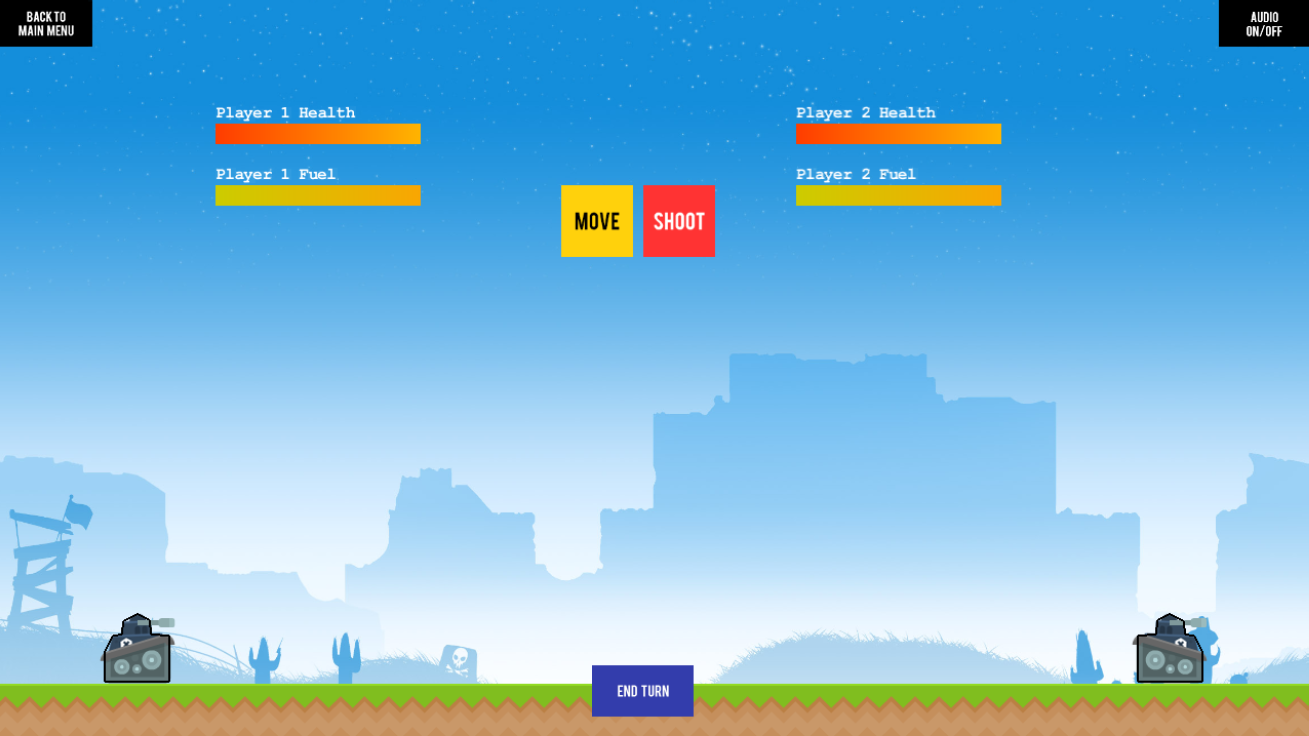 BACK TO
MAIN MENU
AUDIO
ON/OFF
Player 1 Health
Player 2 Health
Player 1 Fuel
Player 2 Fuel
MOVE
SHOOT
END TURN